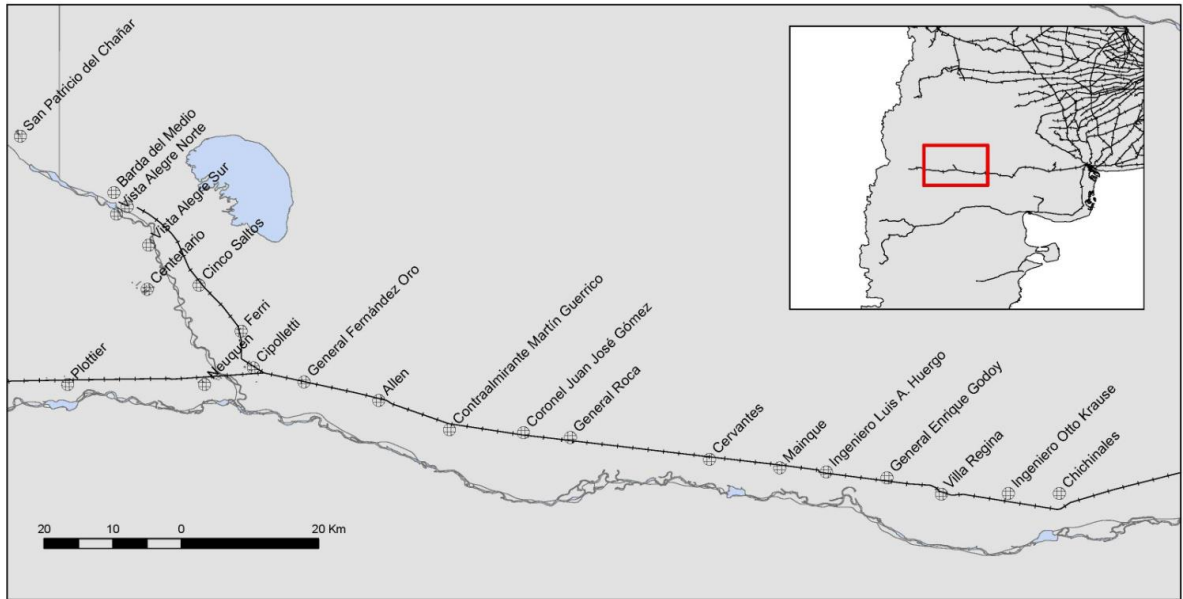 San Patricio del Chañar
Barda del Medio
Vista Alegre Norte
Vista Alegre Sur
Centenario
Cinco Saltos
Ferri
Cipolletti
Neuquén
Plottier
General Fernández Oro
Allen
Contraalmirante Martín Guerrico
Coronel Juan José Gómez
General Roca
Cervantes
Mainque
Ingeniero Luis A. Huergo
General Enrique Godoy
Villa Regina
Ingeniero Otto Krause
Chichinales
20 10 0 20 Km